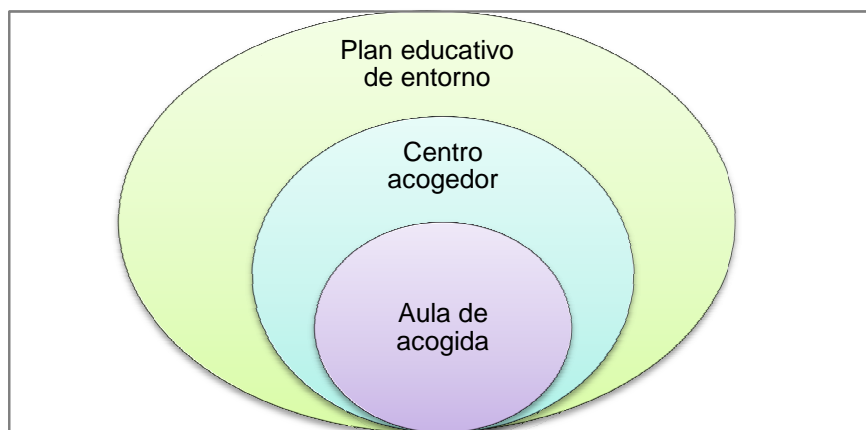 Plan educativo
de entorno
Centro
acogedor
Aula de
acogida